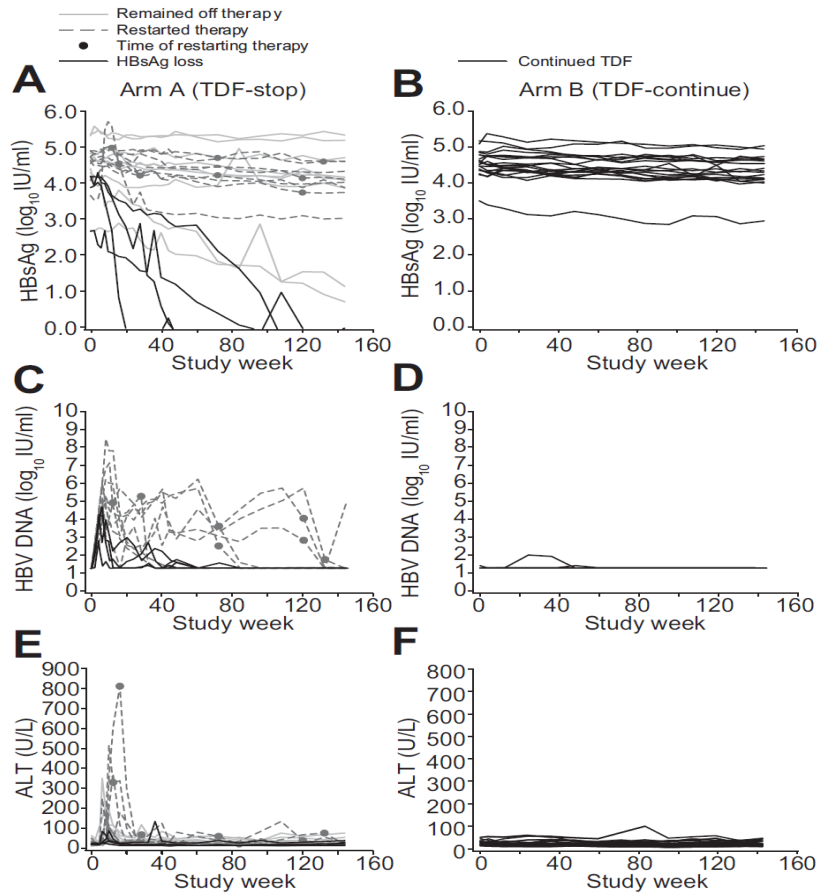 Remained off therapy
Restarted therapy
Time of restarting therapy
HBsAg loss
Continued TDF
A
Arm A (TDF-stop)
HBsAg (log10 IU/ml)
6.0
5.0
4.0
3.0
2.0
1.0
0.0
0 40 80 120 160
Study week
B
Arm B (TDF-continue)
HBsAg (log10 IU/ml)
6.0
5.0
4.0
3.0
2.0
1.0
0.0
0 40 80 120 160
Study week
C
HBV DNA (log10 IU/ml)
10
9
8
7
6
5
4
3
2
1
0
0 40 80 120 160
Study week
D
HBV DNA (log10 IU/ml)
10
9
8
7
6
5
4
3
2
1
0
0 40 80 120 160
Study week
E
ALT (U/L)
900
800
700
600
500
400
300
200
100
0
0 40 80 120 160
Study week
F
ALT (U/L)
800
700
600
500
400
300
200
100
0
0 40 80 120 160
Study week